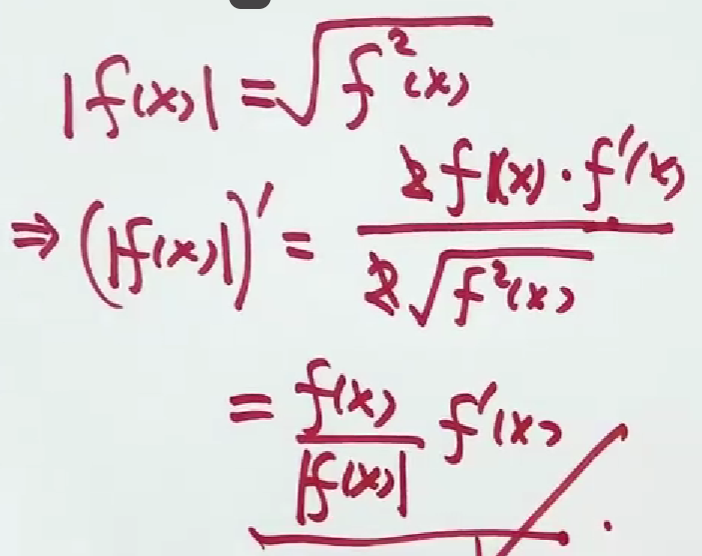 |f(x)| = √(f²(x))
⇒ (|f(x)|)' = (2f(x)·f'(x))/(2√(f²(x)))
= (f(x)/|f(x)|) f'(x)